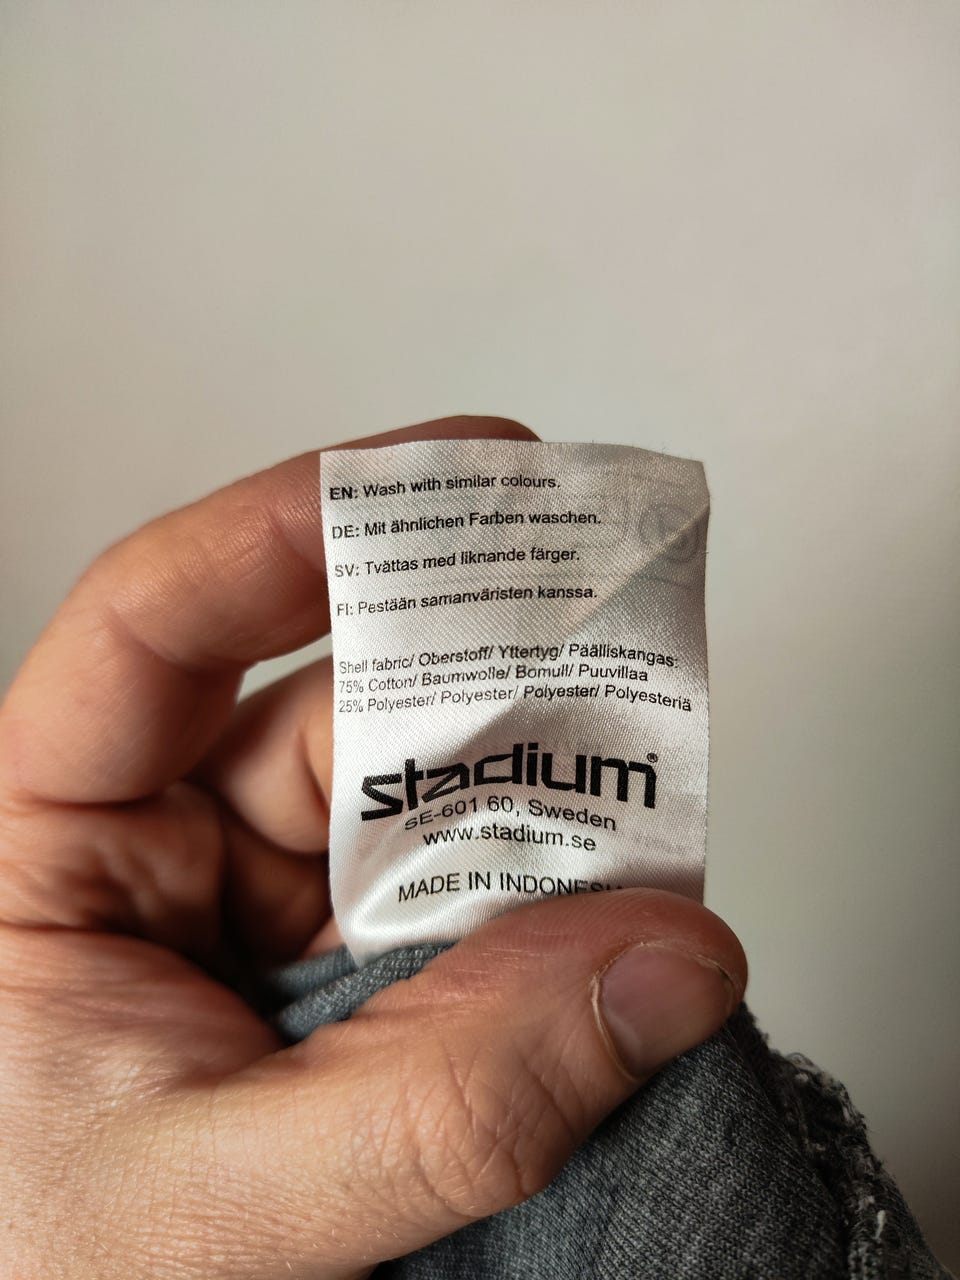 EN: Wash with similar colours.
DE: Mit ähnlichen Farben waschen.
SV: Tvättas med liknande färger.
FI: Pestään samanväristen kanssa.
Shell fabric/ Oberstoff/ Yttertyg/ Päälliskangas:
75% Cotton/ Baumwolle/ Bomull/ Puuvillaa
25% Polyester/ Polyester/ Polyester/ Polyesteriä
stadium®
SE-601 60, Sweden
www.stadium.se
MADE IN